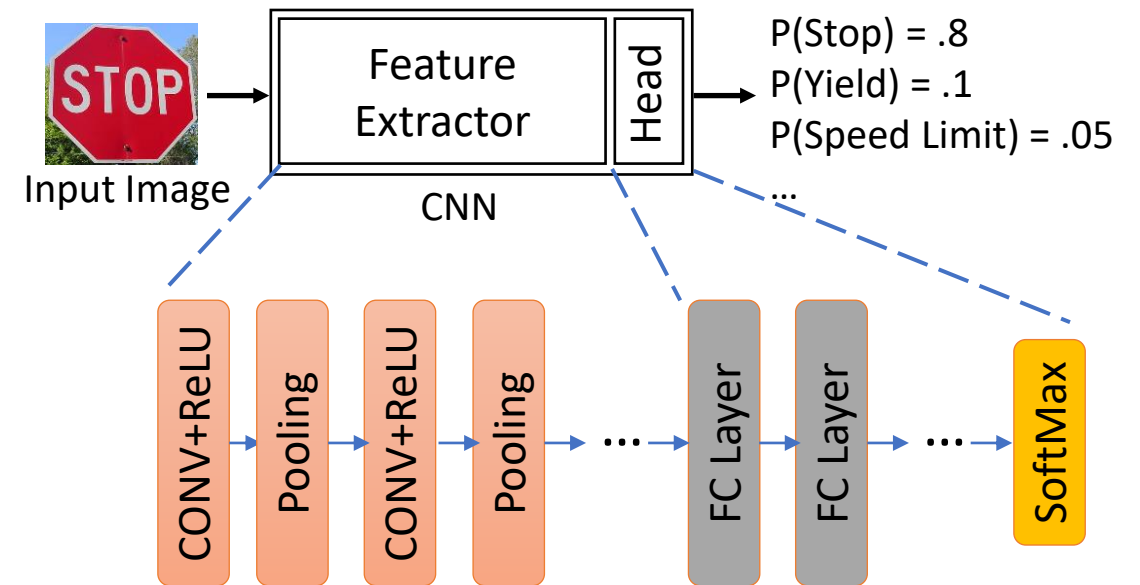 STOP
Input Image
Feature
Extractor
Head
CNN
P(Stop) = .8
P(Yield) = .1
P(Speed Limit) = .05
...
CONV+ReLU
Pooling
CONV+ReLU
Pooling
...
FC Layer
FC Layer
...
SoftMax